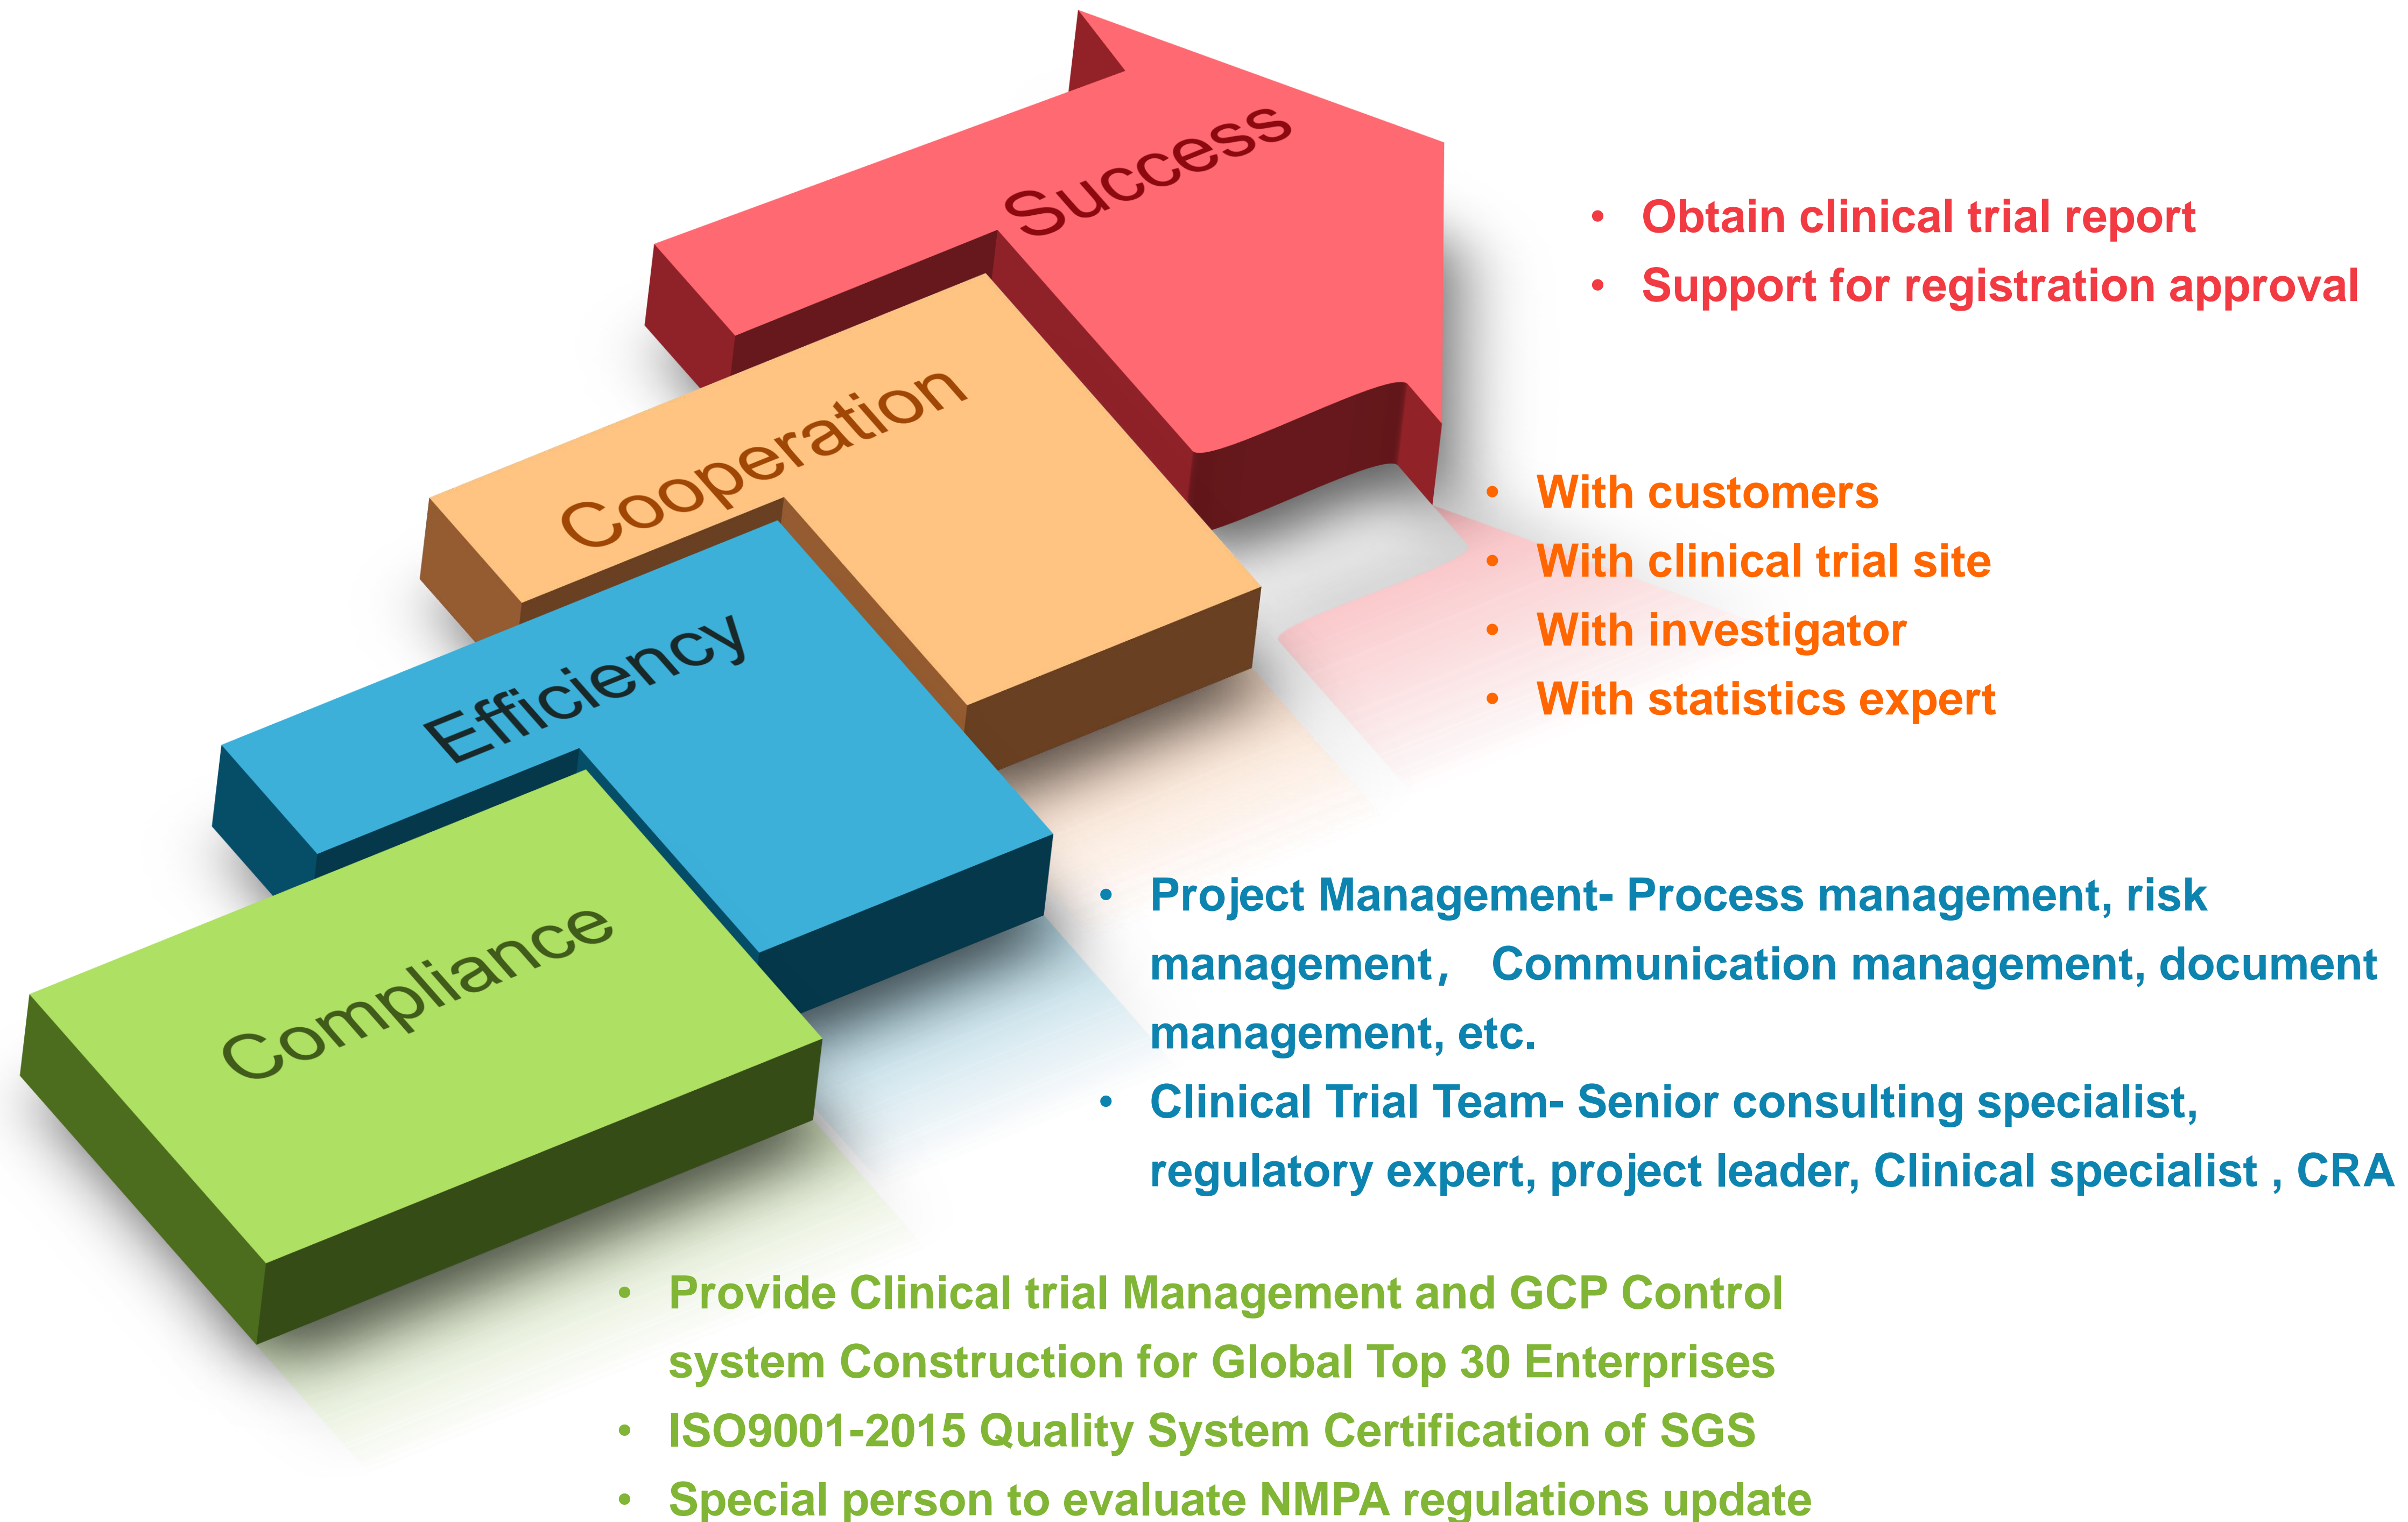 Success
• Obtain clinical trial report
• Support for registration approval
Cooperation
• With customers
• With clinical trial site
• With investigator
• With statistics expert
Efficiency
• Project Management- Process management, risk
management， Communication management, document
management, etc.
• Clinical Trial Team- Senior consulting specialist,
regulatory expert, project leader, Clinical specialist , CRA
Compliance
• Provide Clinical trial Management and GCP Control
system Construction for Global Top 30 Enterprises
• ISO9001-2015 Quality System Certification of SGS
• Special person to evaluate NMPA regulations update